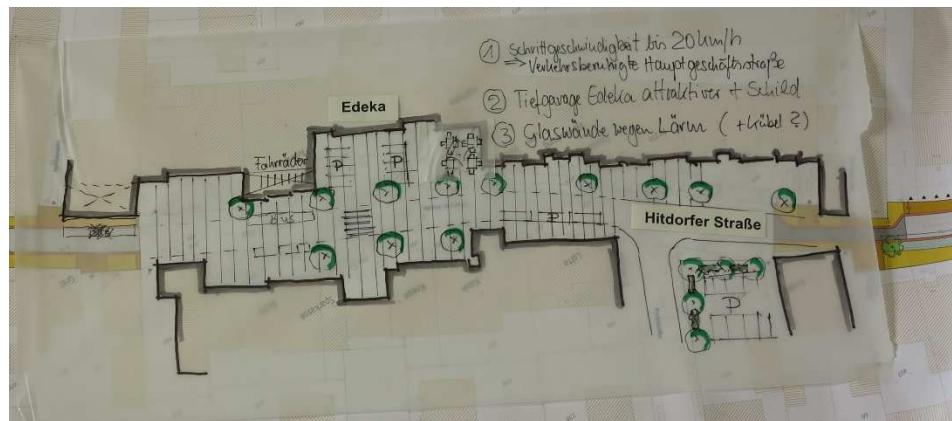 ① Schrittgeschwindigkeit bis 20 km/h
⇒ Verkehrsberuhigte Hauptgeschäftsstraße
② Tiefgarage Edeka attraktiver + Schild
③ Glaswände wegen Lärm (+ Kübel?)
Edeka
Fahrräder
P
P
Bus
P
Hitdorfer Straße
P